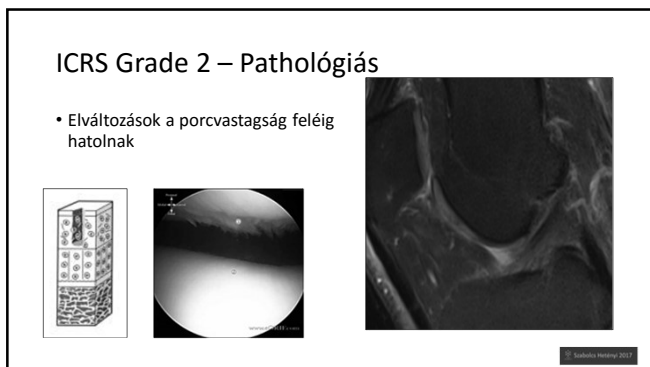 ICRS Grade 2 – Pathológiás
• Elváltozások a porcvastagság feléig
hatolnak
Szabolcs Hetényi 2017